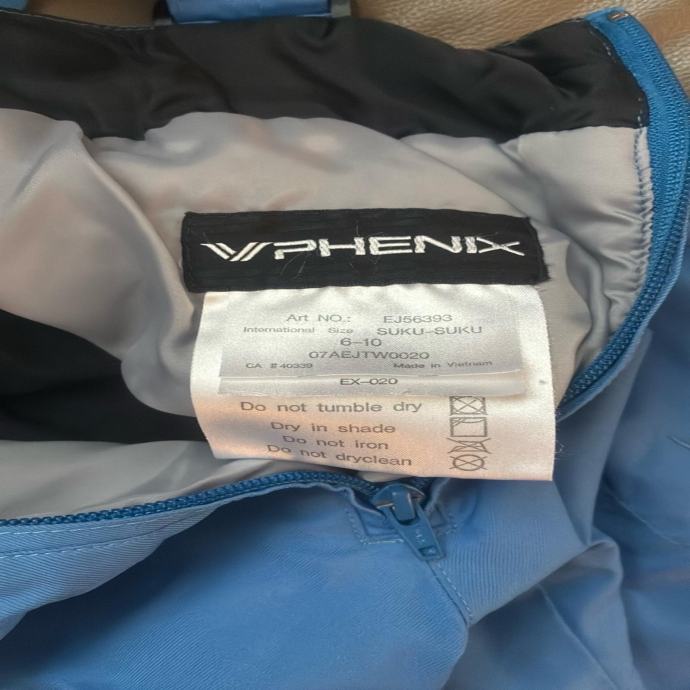 PHENIX
Art NO.: EJ56393
International Size SUKU-SUKU
6-10
07AEJTW0020
CA #40339 Made in Vietnam
EX-020
Do not tumble dry
Dry in shade
Do not iron
Do not dryclean